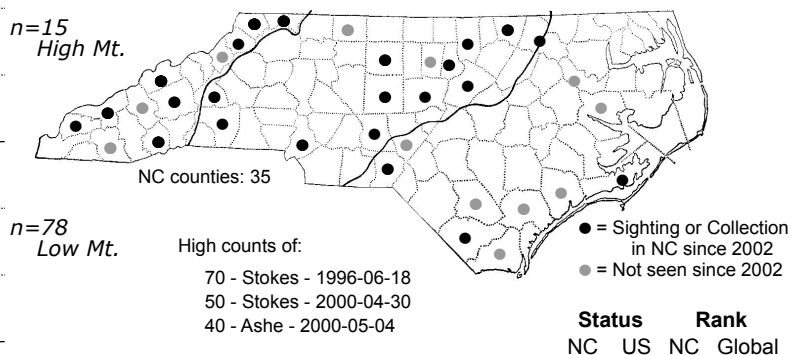 n=15
High Mt.
NC counties: 35
n=78
Low Mt.
High counts of:
70 - Stokes - 1996-06-18
50 - Stokes - 2000-04-30
40 - Ashe - 2000-05-04
● = Sighting or Collection
in NC since 2002
● = Not seen since 2002
Status Rank
NC US NC Global